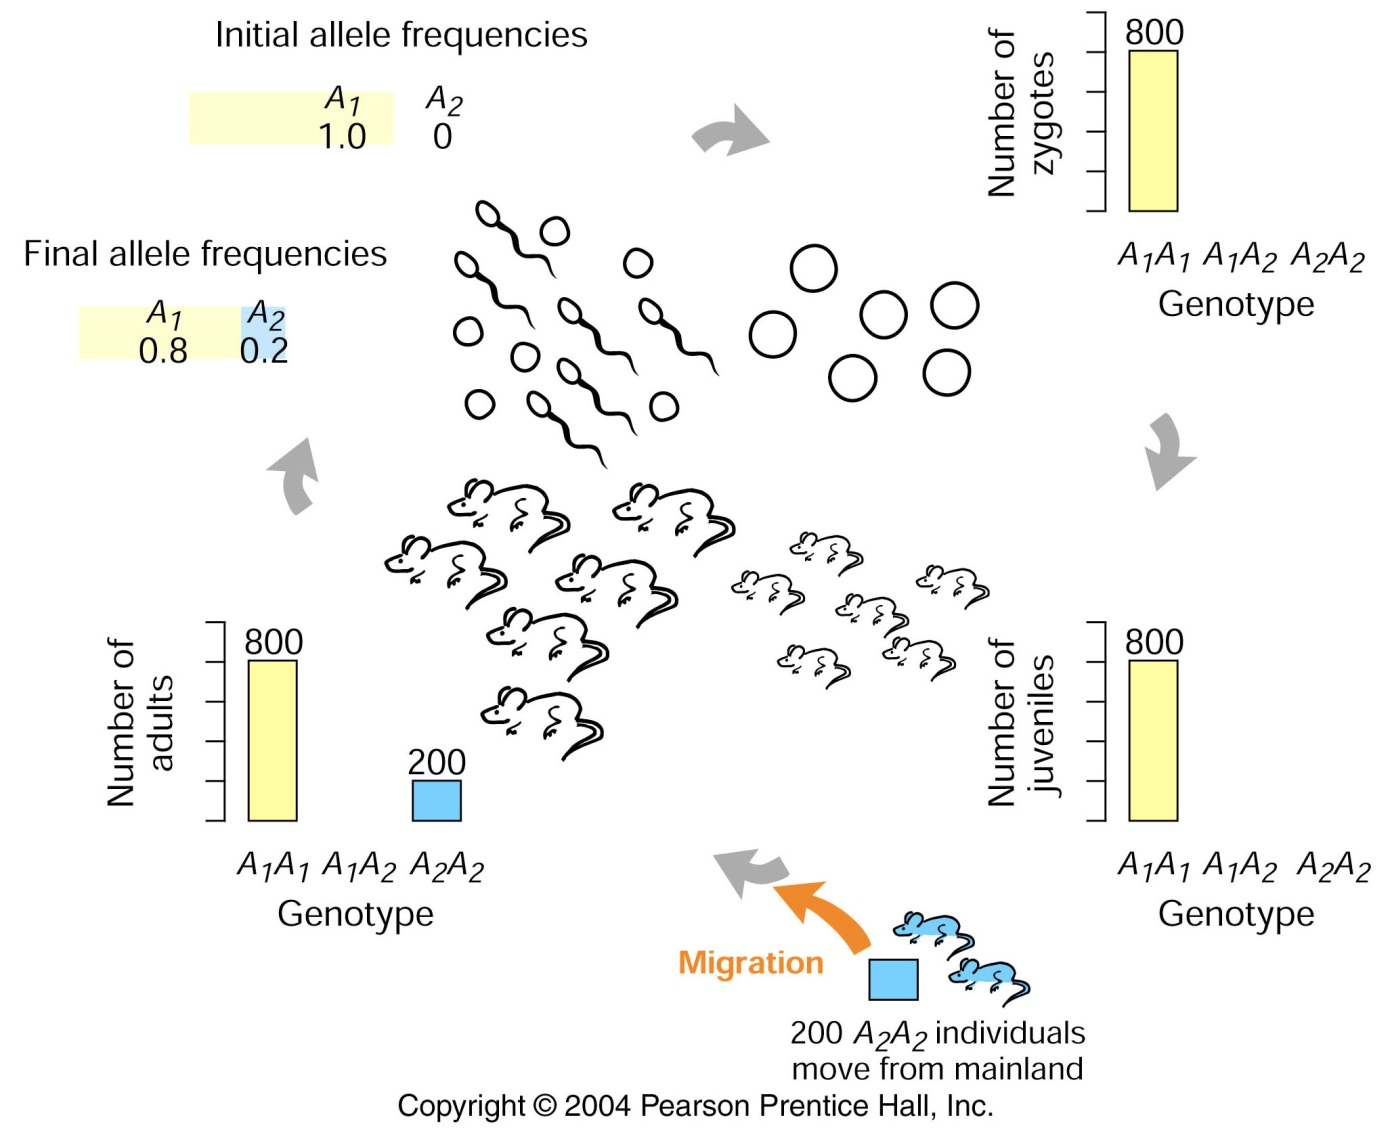 Initial allele frequencies
A1 A2
1.0 0
Number of
zygotes
800
A1A1 A1A2 A2A2
Genotype
Final allele frequencies
A1 A2
0.8 0.2
Number of
adults
800
200
A1A1 A1A2 A2A2
Genotype
Number of
juveniles
800
A1A1 A1A2 A2A2
Genotype
Migration
200 A2A2 individuals
move from mainland
Copyright © 2004 Pearson Prentice Hall, Inc.